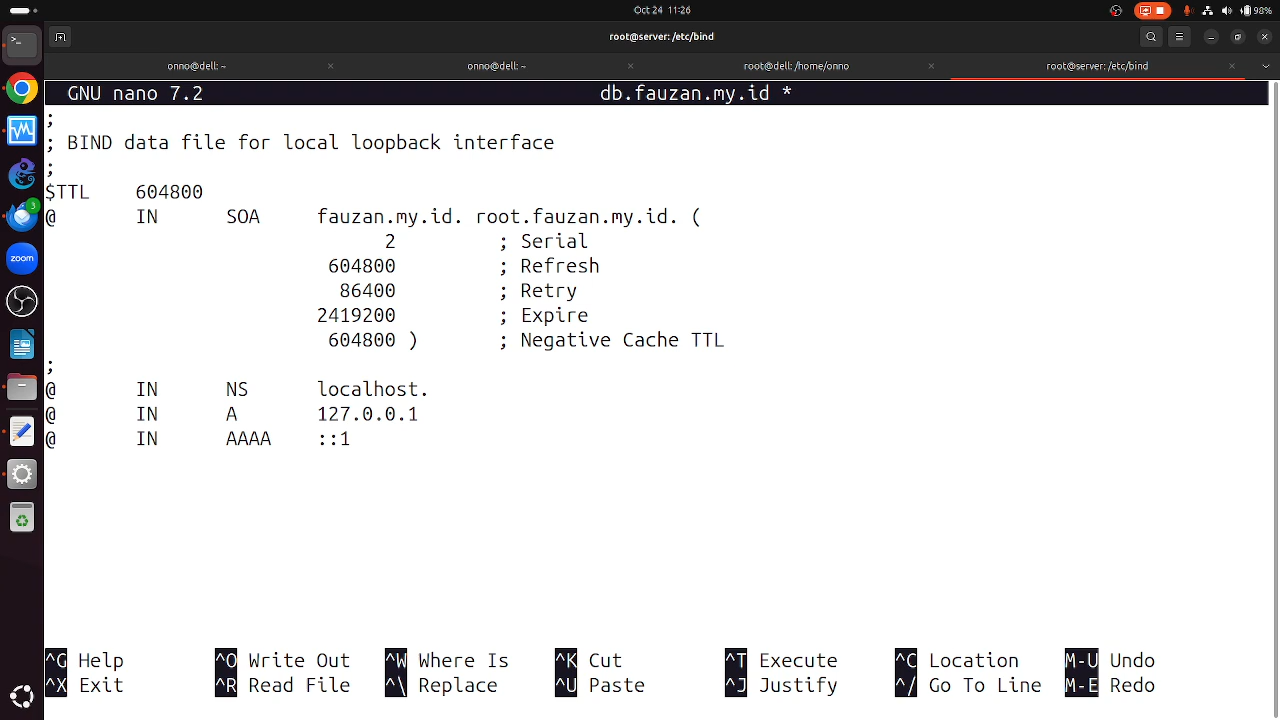 Oct 24 11:26
98%
root@server: /etc/bind
onno@dell: ~
onno@dell: ~
root@dell: /home/onno
root@server: /etc/bind
GNU nano 7.2 db.fauzan.my.id *
;
; BIND data file for local loopback interface
;
$TTL 604800
@ IN SOA fauzan.my.id. root.fauzan.my.id. (
2 ; Serial
604800 ; Refresh
86400 ; Retry
2419200 ; Expire
604800 ) ; Negative Cache TTL
;
@ IN NS localhost.
@ IN A 127.0.0.1
@ IN AAAA ::1
3
zoom
^G Help ^O Write Out ^W Where Is ^K Cut ^T Execute ^C Location M-U Undo
^X Exit ^R Read File ^\ Replace ^U Paste ^J Justify ^/ Go To Line M-E Redo